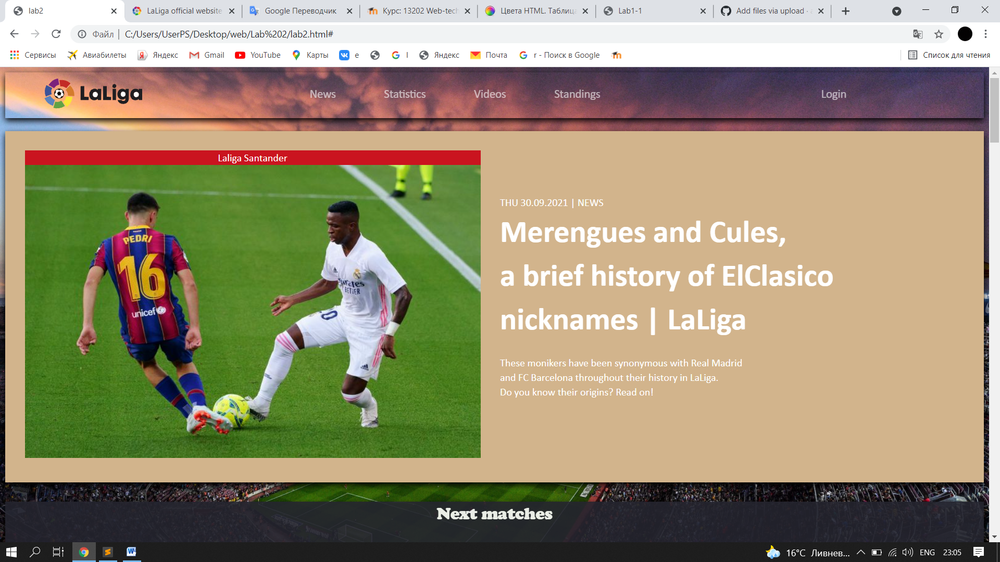 lab2
LaLiga official website
Google Переводчик
Курс: 13202 Web-tech
Цвета HTML. Таблица
Lab1-1
Add files via upload ·
Файл
C:/Users/UserPS/Desktop/web/Lab%202/lab2.html#
Сервисы
Авиабилеты
Яндекс
Gmail
YouTube
Карты
е
l
Яндекс
Почта
r - Поиск в Google
Список для чтения
LaLiga
News
Statistics
Videos
Standings
Login
Laliga Santander
PEDRI
16
unicef
Emirates
FLY BETTER
20
THU 30.09.2021 | NEWS
Merengues and Cules,
a brief history of ElClasico
nicknames | LaLiga
These monikers have been synonymous with Real Madrid
and FC Barcelona throughout their history in LaLiga.
Do you know their origins? Read on!
Next matches
16°C Ливнев...
ENG
23:05